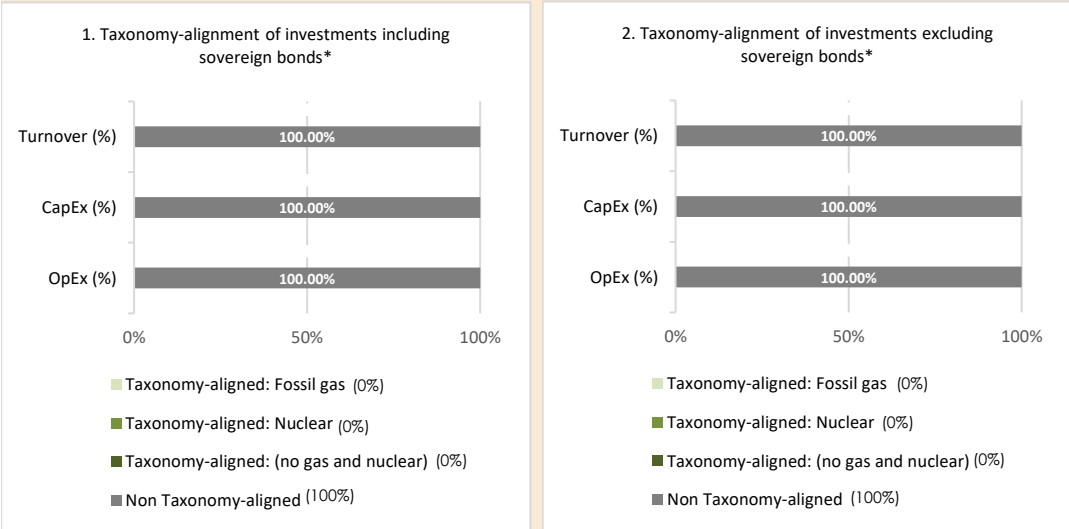 1. Taxonomy-alignment of investments including
sovereign bonds*
Turnover (%)
100.00%
CapEx (%)
100.00%
OpEx (%)
100.00%
0%
50%
100%
Taxonomy-aligned: Fossil gas (0%)
Taxonomy-aligned: Nuclear (0%)
Taxonomy-aligned: (no gas and nuclear) (0%)
Non Taxonomy-aligned (100%)
2. Taxonomy-alignment of investments excluding
sovereign bonds*
Turnover (%)
100.00%
CapEx (%)
100.00%
OpEx (%)
100.00%
0%
50%
100%
Taxonomy-aligned: Fossil gas (0%)
Taxonomy-aligned: Nuclear (0%)
Taxonomy-aligned: (no gas and nuclear) (0%)
Non Taxonomy-aligned (100%)